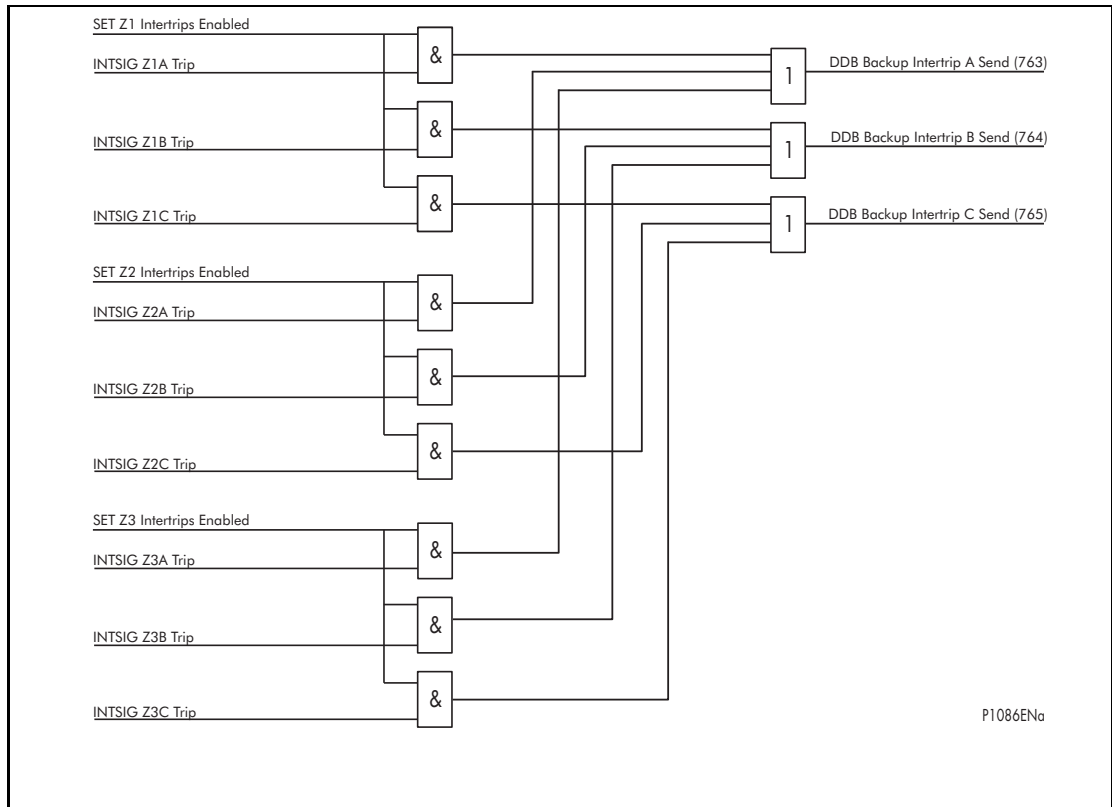 SET Z1 Intertrips Enabled
INTSIG Z1A Trip
&
INTSIG Z1B Trip
&
INTSIG Z1C Trip
&
1
DDB Backup Intertrip A Send (763)
1
DDB Backup Intertrip B Send (764)
1
DDB Backup Intertrip C Send (765)
SET Z2 Intertrips Enabled
INTSIG Z2A Trip
&
INTSIG Z2B Trip
&
INTSIG Z2C Trip
&
SET Z3 Intertrips Enabled
INTSIG Z3A Trip
&
INTSIG Z3B Trip
&
INTSIG Z3C Trip
&
P1086ENa